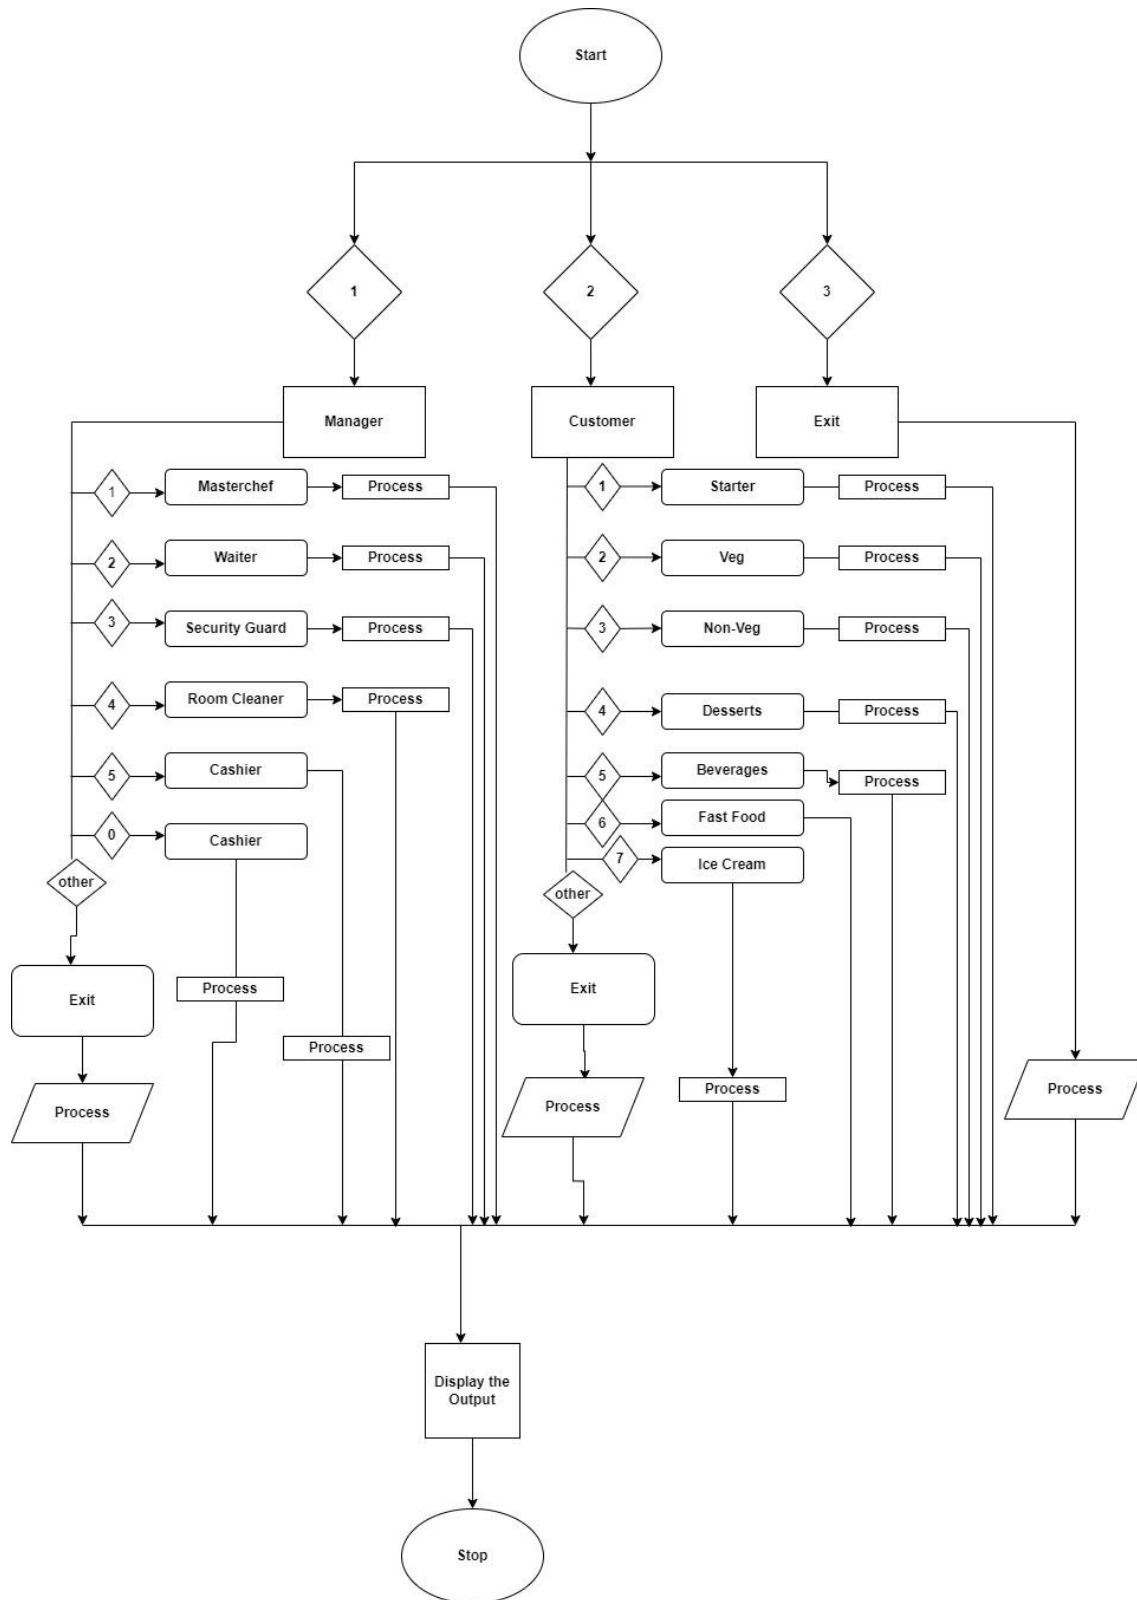 Start
1
2
3
Manager
Customer
Exit
1
Masterchef
Process
2
Waiter
Process
3
Security Guard
Process
4
Room Cleaner
Process
5
Cashier
0
Cashier
other
Exit
Process
Process
Process
1
Starter
Process
2
Veg
Process
3
Non-Veg
Process
4
Desserts
Process
5
Beverages
Process
6
Fast Food
7
Ice Cream
other
Exit
Process
Process
Process
Display the
Output
Stop